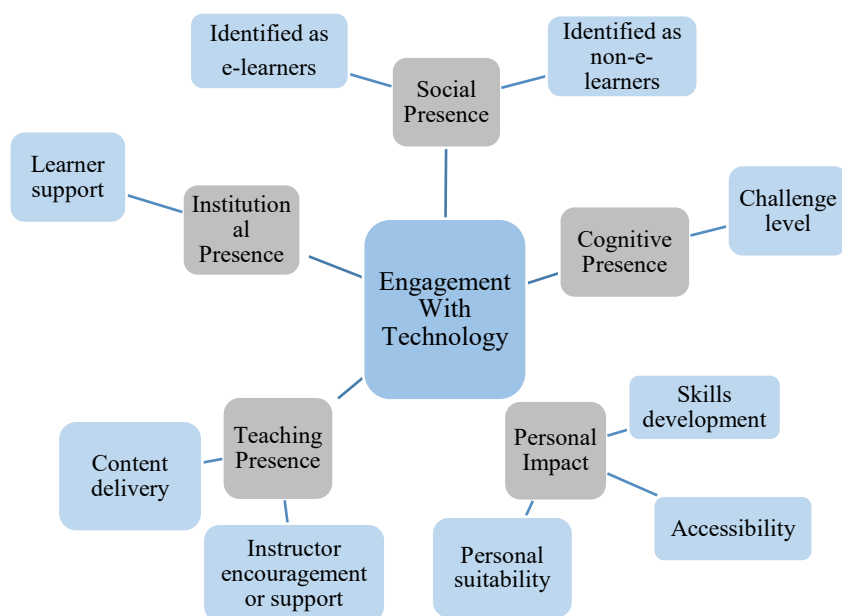 Identified as
e-learners
Identified as
non-e-
learners
Social
Presence
Learner
support
Institution
al
Presence
Challenge
level
Cognitive
Presence
Engagement
With
Technology
Skills
development
Teaching
Presence
Personal
Impact
Content
delivery
Accessibility
Instructor
encouragement
or support
Personal
suitability